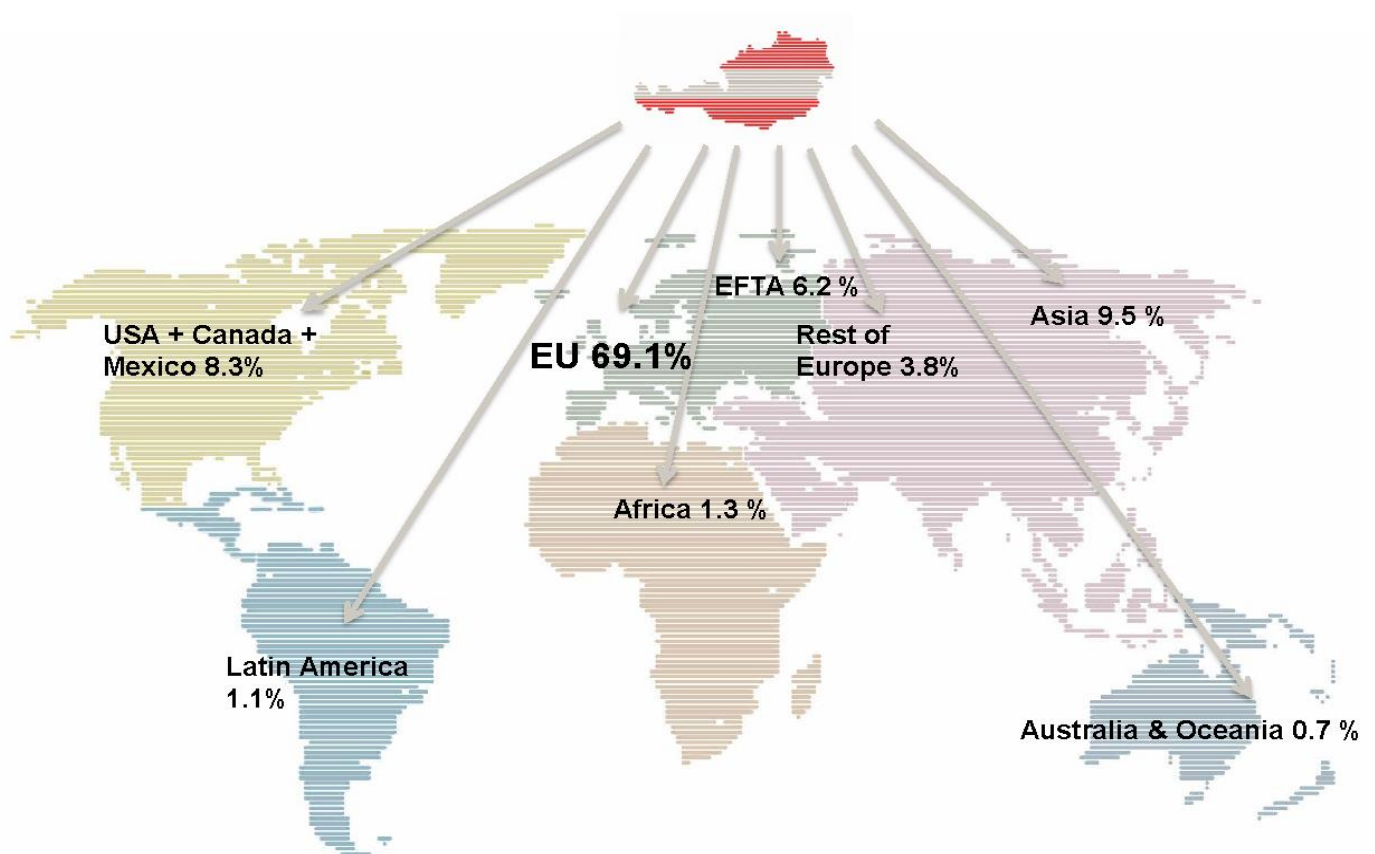 EFTA 6.2 %
USA + Canada +
Mexico 8.3%
EU 69.1%
Rest of
Europe 3.8%
Asia 9.5 %
Africa 1.3 %
Latin America
1.1%
Australia & Oceania 0.7 %